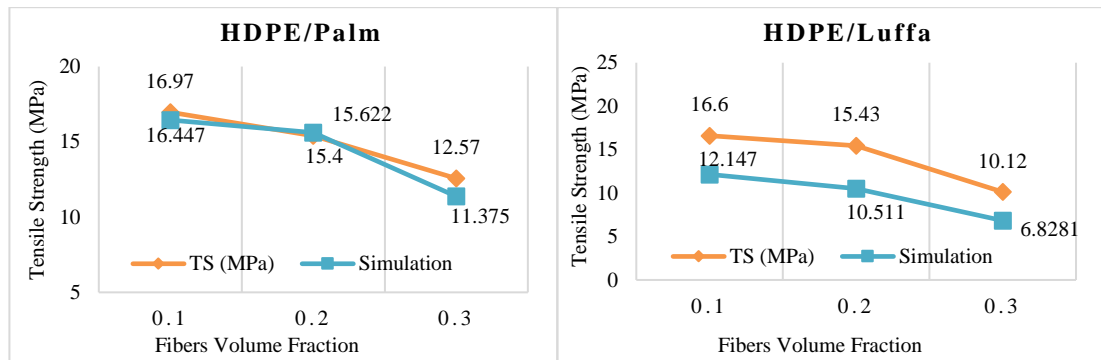 HDPE/Palm
Tensile Strength (MPa)
20
15
10
5
16.97
16.447
15.622
15.4
12.57
11.375
TS (MPa)
Simulation
0.1
0.2
0.3
Fibers Volume Fraction
HDPE/Luffa
Tensile Strength (MPa)
25
20
15
10
5
0
16.6
12.147
15.43
10.511
10.12
6.8281
TS (MPa)
Simulation
0.1
0.2
0.3
Fibers Volume Fraction